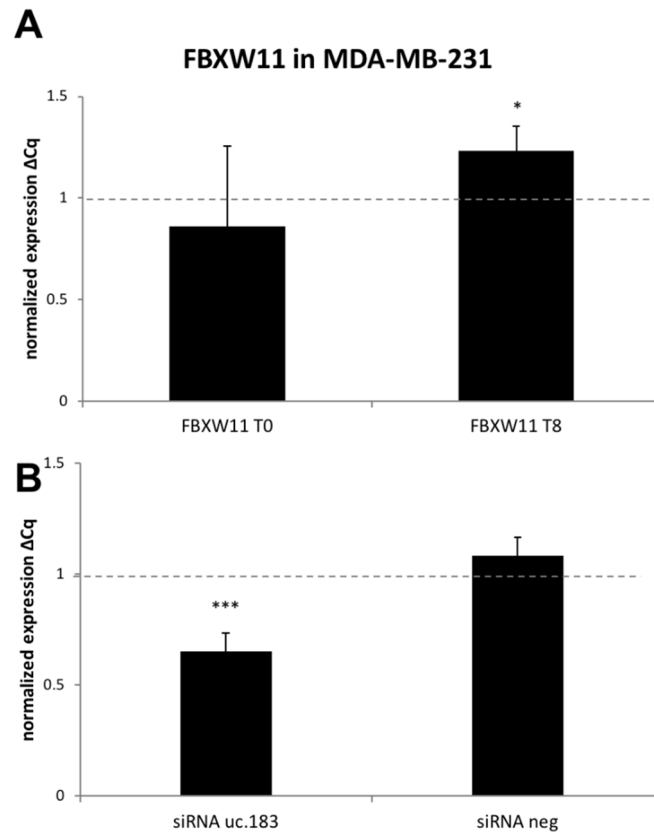 A
FBXW11 in MDA-MB-231
normalized expression ΔCq
1.5
1
0.5
0
*
FBXW11 T0
FBXW11 T8
B
normalized expression ΔCq
1.5
1
0.5
0
***
siRNA uc.183
siRNA neg